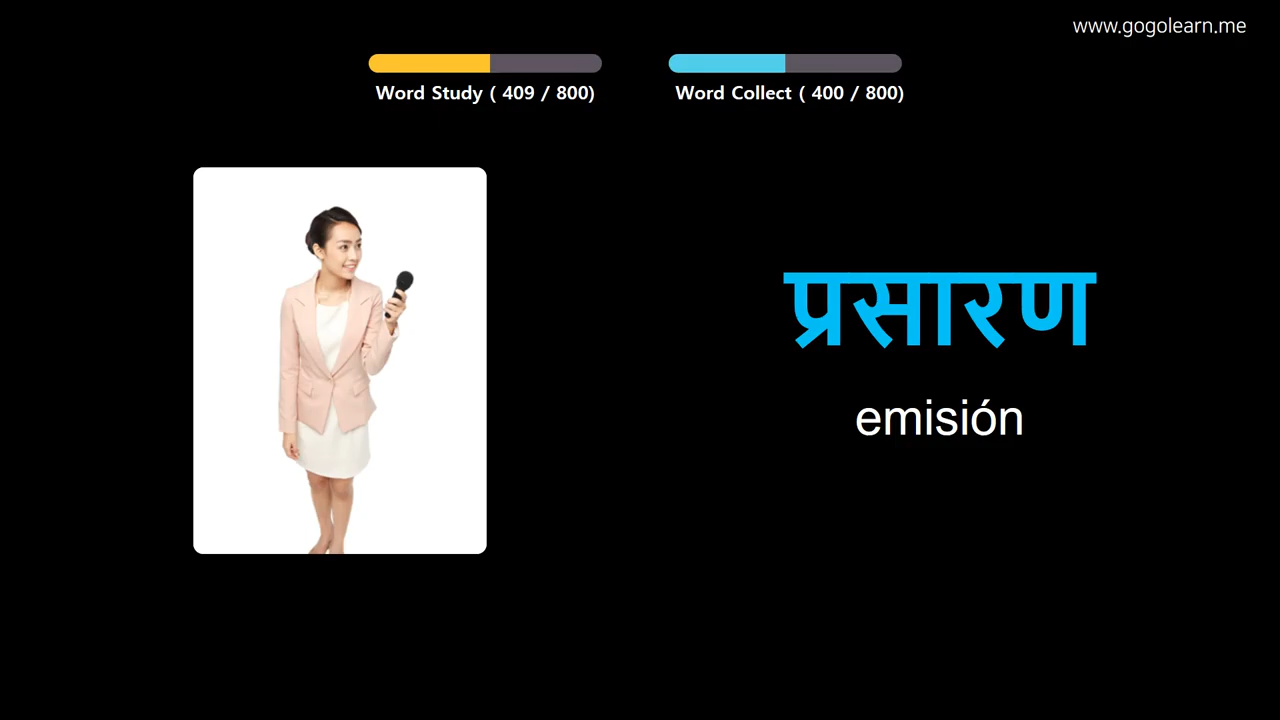 www.gogolearn.me
Word Study ( 409 / 800)
Word Collect ( 400 / 800)
प्रसारण
emisión